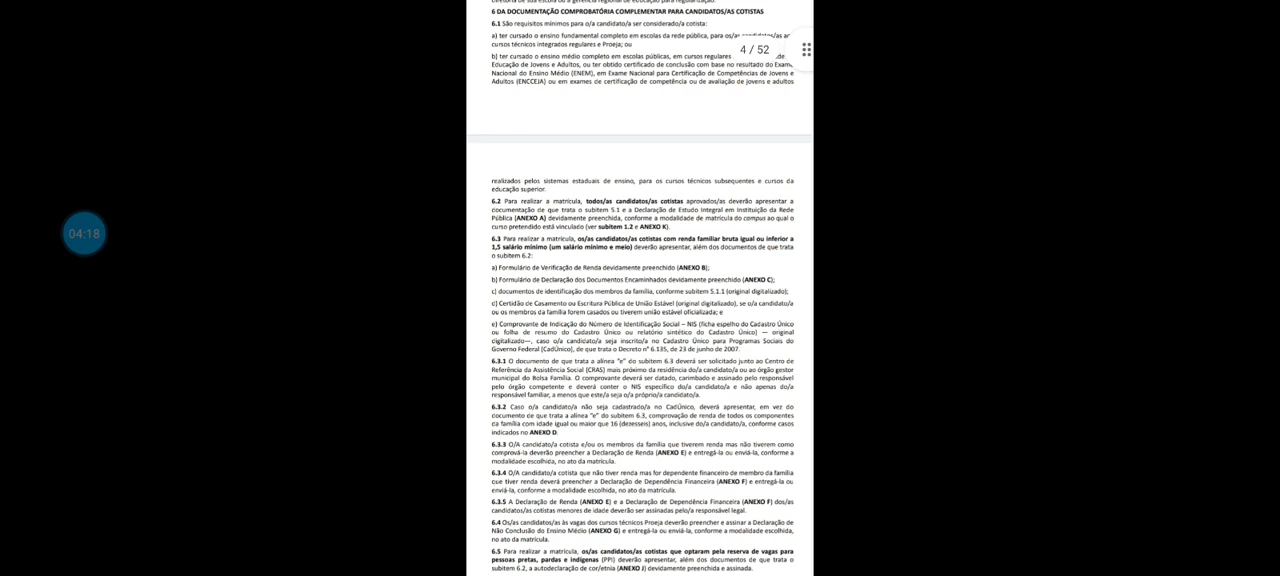 6 DA DOCUMENTAÇÃO COMPROBATÓRIA COMPLEMENTAR PARA CANDIDATOS/AS COTISTAS
6.1 São requisitos mínimos para o/a candidato/a ser considerado/a cotista:
a) ter cursado o ensino fundamental completo em escolas da rede pública, para os/as candidatos/as ao
cursos técnicos integrados regulares e Proeja; ou
4 / 52
b) ter cursado o ensino médio completo em escolas públicas, em cursos regulares
Educação de Jovens e Adultos, ou ter obtido certificado de conclusão com base no resultado do Exame
Nacional do Ensino Médio (ENEM), em Exame Nacional para Certificação de Competências de Jovens e
Adultos (ENCCEJA) ou em exames de certificação de competência ou de avaliação de jovens e adultos
realizados pelos sistemas estaduais de ensino, para os cursos técnicos subsequentes e cursos da
educação superior.
6.2 Para realizar a matrícula, todos/as candidatos/as cotistas aprovados/as deverão apresentar a
documentação de que trata o subitem 5.1 e a Declaração de Estudo Integral em Instituição da Rede
Pública (ANEXO A) devidamente preenchida, conforme a modalidade de matrícula do campus ao qual o
curso pretendido está vinculado (ver subitem 1.2 e ANEXO K).
04:18
6.3 Para realizar a matrícula, os/as candidatos/as cotistas com renda familiar bruta igual ou inferior a
1,5 salário mínimo (um salário mínimo e meio) deverão apresentar, além dos documentos de que trata
o subitem 6.2:
a) Formulário de Verificação de Renda devidamente preenchido (ANEXO B);
b) Formulário de Declaração dos Documentos Encaminhados devidamente preenchido (ANEXO C);
c) documentos de identificação dos membros da família, conforme subitem 5.1.1 (original digitalizado);
d) Certidão de Casamento ou Escritura Pública de União Estável (original digitalizado), se o/a candidato/a
ou os membros da família forem casados ou tiverem união estável oficializada; e
e) Comprovante de Indicação do Número de Identificação Social – NIS (ficha espelho do Cadastro Único
ou folha de resumo do Cadastro Único ou relatório sintético do Cadastro Único) — original
digitalizado—, caso o/a candidato/a seja inscrito/a no Cadastro Único para Programas Sociais do
Governo Federal (CadÚnico), de que trata o Decreto n° 6.135, de 23 de junho de 2007.
6.3.1 O documento de que trata a alínea "e" do subitem 6.3 deverá ser solicitado junto ao Centro de
Referência da Assistência Social (CRAS) mais próximo da residência do/a candidato/a ou ao órgão gestor
municipal do Bolsa Família. O comprovante deverá ser datado, carimbado e assinado pelo responsável
pelo órgão competente e deverá conter o NIS específico do/a candidato/a e não apenas do/a
responsável familiar, a menos que este/a seja o/a próprio/a candidato/a.
6.3.2 Caso o/a candidato/a não seja cadastrado/a no CadÚnico, deverá apresentar, em vez do
documento de que trata a alínea "e" do subitem 6.3, comprovação de renda de todos os componentes
da família com idade igual ou maior que 16 (dezesseis) anos, inclusive do/a candidato/a, conforme casos
indicados no ANEXO D.
6.3.3 O/A candidato/a cotista e/ou os membros da família que tiverem renda mas não tiverem como
comprová-la deverão preencher a Declaração de Renda (ANEXO E) e entregá-la ou enviá-la, conforme a
modalidade escolhida, no ato da matrícula.
6.3.4 O/A candidato/a cotista que não tiver renda mas for dependente financeiro de membro da família
que tiver renda deverá preencher a Declaração de Dependência Financeira (ANEXO F) e entregá-la ou
enviá-la, conforme a modalidade escolhida, no ato da matrícula.
6.3.5 A Declaração de Renda (ANEXO E) e a Declaração de Dependência Financeira (ANEXO F) dos/as
candidatos/as cotistas menores de idade deverão ser assinadas pelo/a responsável legal.
6.4 Os/as candidatos/as às vagas dos cursos técnicos Proeja deverão preencher e assinar a Declaração de
Não Conclusão do Ensino Médio (ANEXO G) e entregá-la ou enviá-la, conforme a modalidade escolhida,
no ato da matrícula.
6.5 Para realizar a matrícula, os/as candidatos/as cotistas que optaram pela reserva de vagas para
pessoas pretas, pardas e indígenas (PPI) deverão apresentar, além dos documentos de que trata o
subitem 6.2, a autodeclaração de cor/etnia (ANEXO J) devidamente preenchida e assinada.